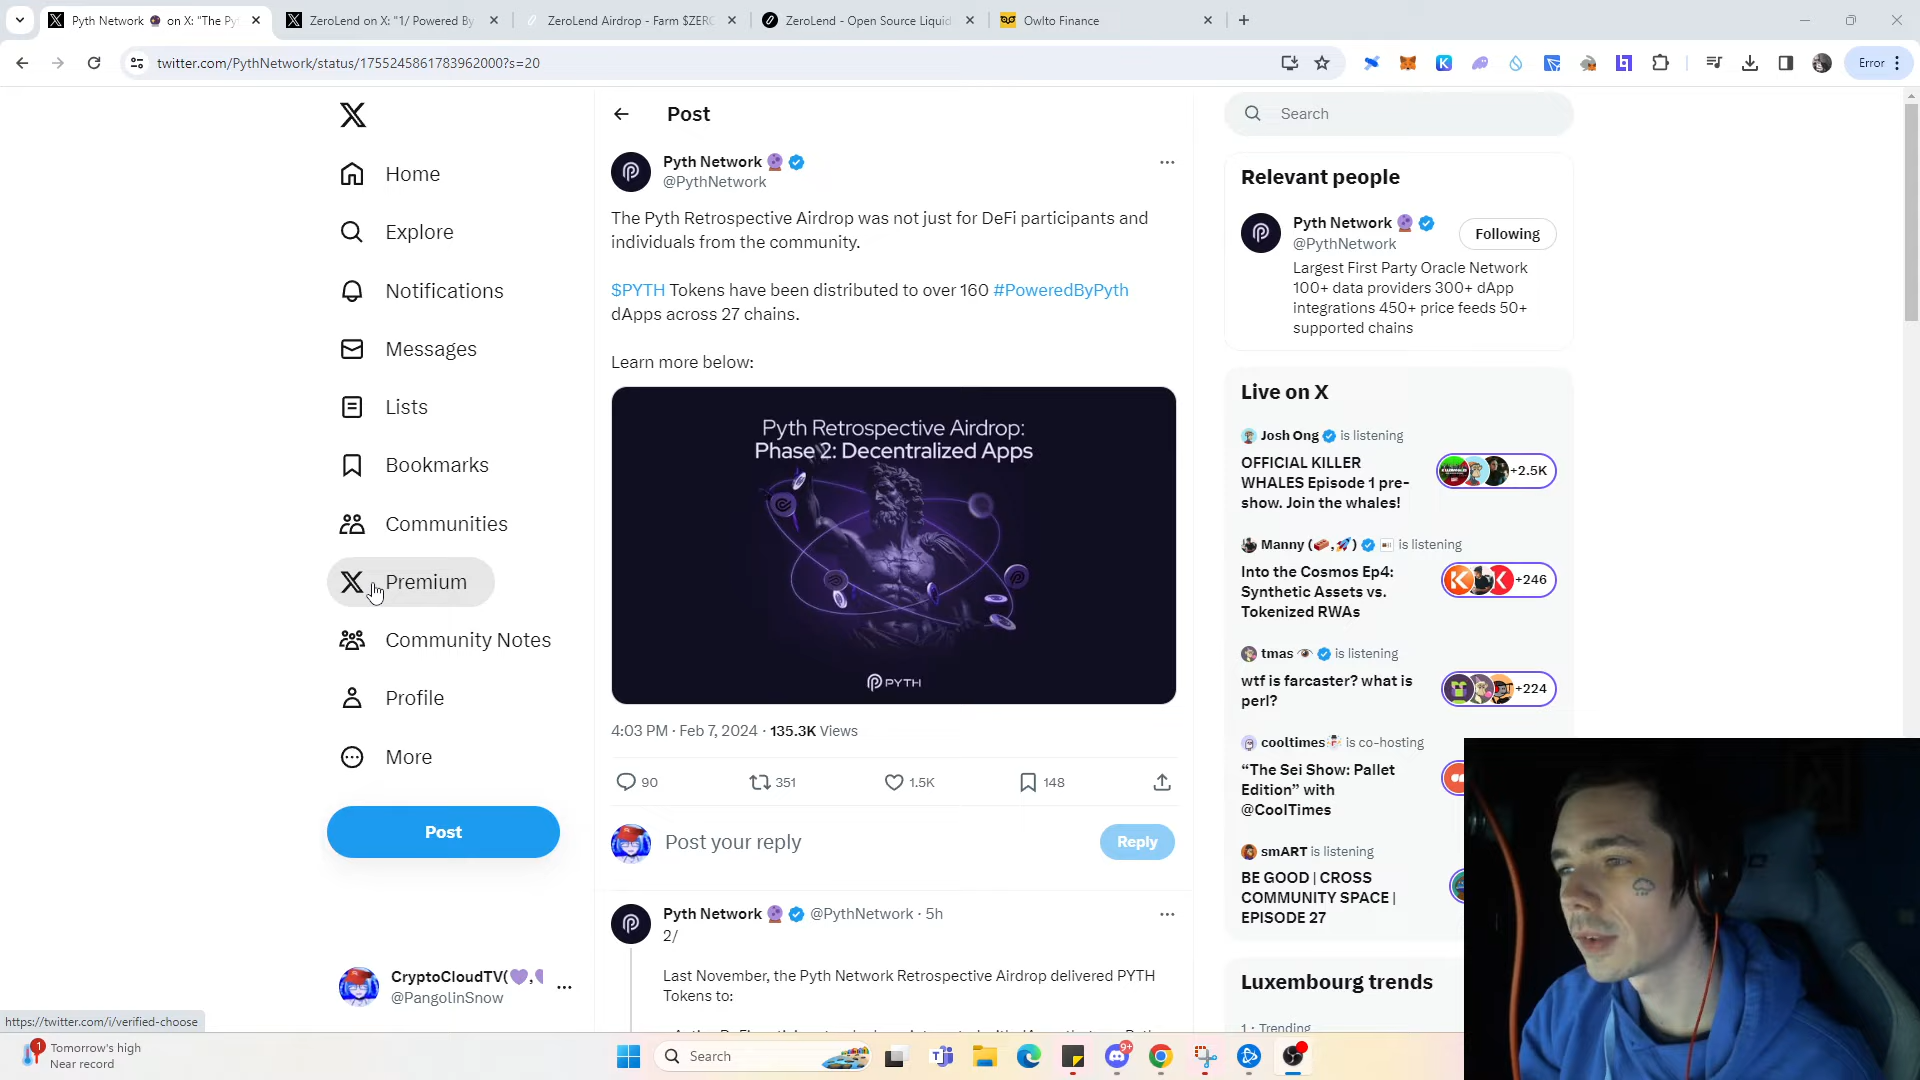 Pyth Network 🔮 on X: "The Py
ZeroLend on X: "1/ Powered By
ZeroLend Airdrop - Farm $ZERO
ZeroLend - Open Source Liquid
Owlto Finance
twitter.com/PythNetwork/status/1755245861783962000?s=20
Error
Home
Explore
Notifications
Messages
Lists
Bookmarks
Communities
Premium
Community Notes
Profile
More
Post
CryptoCloudTV(💜,
@PangolinSnow
https://twitter.com/i/verified-choose
Post
Pyth Network 🔮
@PythNetwork
The Pyth Retrospective Airdrop was not just for DeFi participants and
individuals from the community.
$PYTH Tokens have been distributed to over 160 #PoweredByPyth
dApps across 27 chains.
Learn more below:
Pyth Retrospective Airdrop:
Phase 2: Decentralized Apps
PYTH
4:03 PM · Feb 7, 2024 · 135.3K Views
90
351
1.5K
148
Post your reply
Reply
Pyth Network 🔮 @PythNetwork · 5h
2/
Last November, the Pyth Network Retrospective Airdrop delivered PYTH
Tokens to:
Search
Relevant people
Pyth Network 🔮
@PythNetwork
Following
Largest First Party Oracle Network
100+ data providers 300+ dApp
integrations 450+ price feeds 50+
supported chains
Live on X
Josh Ong is listening
OFFICIAL KILLER
WHALES Episode 1 pre-
show. Join the whales!
+2.5K
Manny (🧱,🚀) is listening
Into the Cosmos Ep4:
Synthetic Assets vs.
Tokenized RWAs
+246
tmas 👁 is listening
wtf is farcaster? what is
perl?
+224
cooltimes is co-hosting
“The Sei Show: Pallet
Edition” with
@CoolTimes
smART is listening
BE GOOD | CROSS
COMMUNITY SPACE |
EPISODE 27
Luxembourg trends
1 · Trending
1
Tomorrow's high
Near record
Search
9+